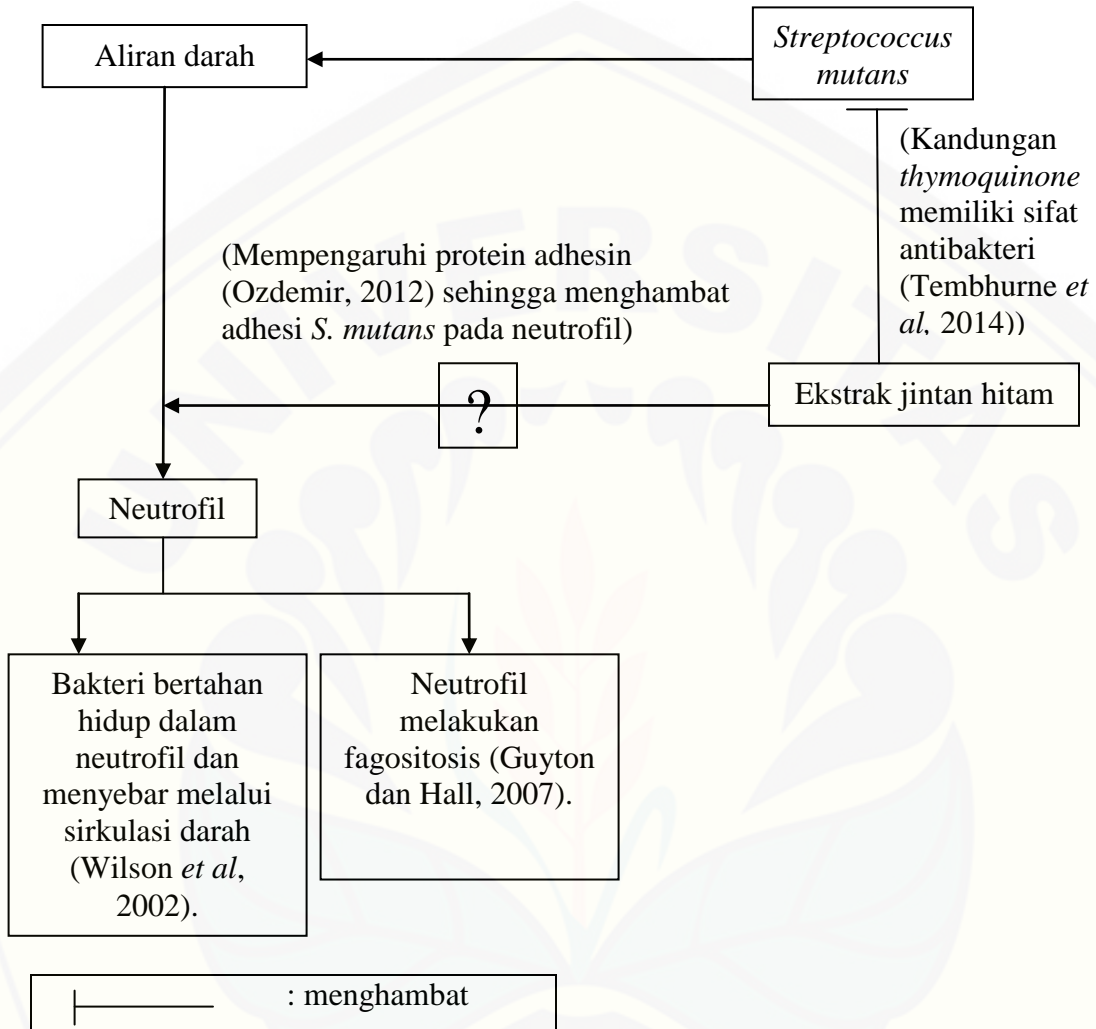 Aliran darah
Streptococcus
mutans
(Kandungan
thymoquinone
memiliki sifat
antibakteri
(Tembhurne et
al, 2014))
(Mempengaruhi protein adhesin
(Ozdemir, 2012) sehingga menghambat
adhesi S. mutans pada neutrofil)
?
Ekstrak jintan hitam
Neutrofil
Bakteri bertahan
hidup dalam
neutrofil dan
menyebar melalui
sirkulasi darah
(Wilson et al,
2002).
Neutrofil
melakukan
fagositosis (Guyton
dan Hall, 2007).
: menghambat
UNIVERSITAS